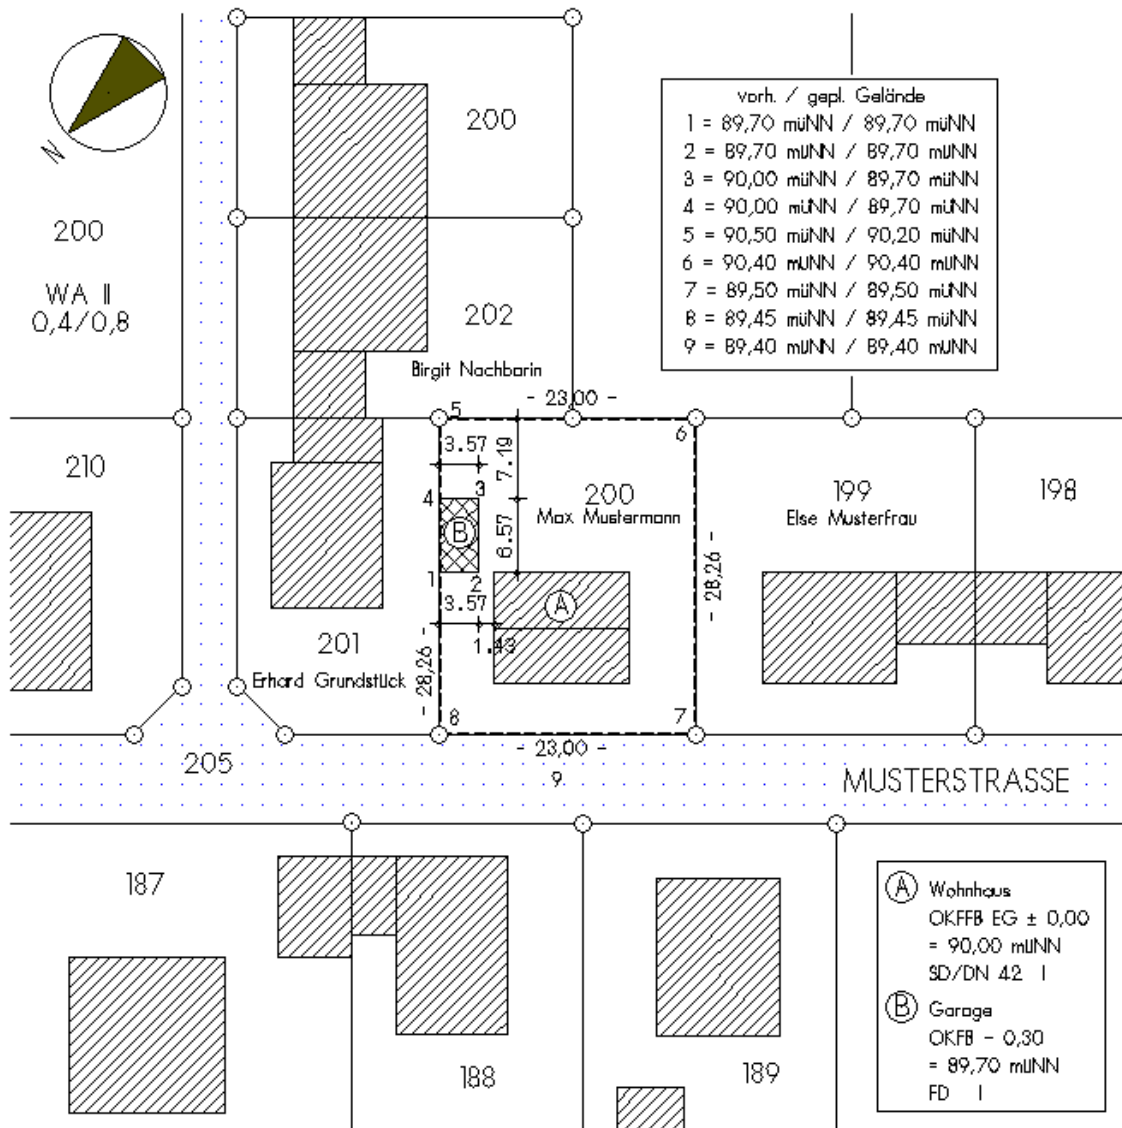 N
200
WA II
0,4/0,8
200
202
Birgit Nachbarin
vorh. / gepl. Gelände
1 = 89,70 müNN / 89,70 müNN
2 = 89,70 müNN / 89,70 müNN
3 = 90,00 müNN / 89,70 müNN
4 = 90,00 müNN / 89,70 müNN
5 = 90,50 müNN / 90,20 müNN
6 = 90,40 müNN / 90,40 müNN
7 = 89,50 müNN / 89,50 müNN
8 = 89,45 müNN / 89,45 müNN
9 = 89,40 müNN / 89,40 müNN
- 23,00 -
5
6
3.57
7.19
210
4
3
200
Max Mustermann
199
Else Musterfrau
198
B
6.57
- 28,26 -
1
2
3.57
A
1.43
201
Erhard Grundstück
- 28,26 -
8
7
- 23,00 -
205
9
MUSTERSTRASSE
187
188
189
A Wohnhaus
OKFFB EG ± 0,00
= 90,00 müNN
SD/DN 42 I
B Garage
OKFB - 0,30
= 89,70 müNN
FD I